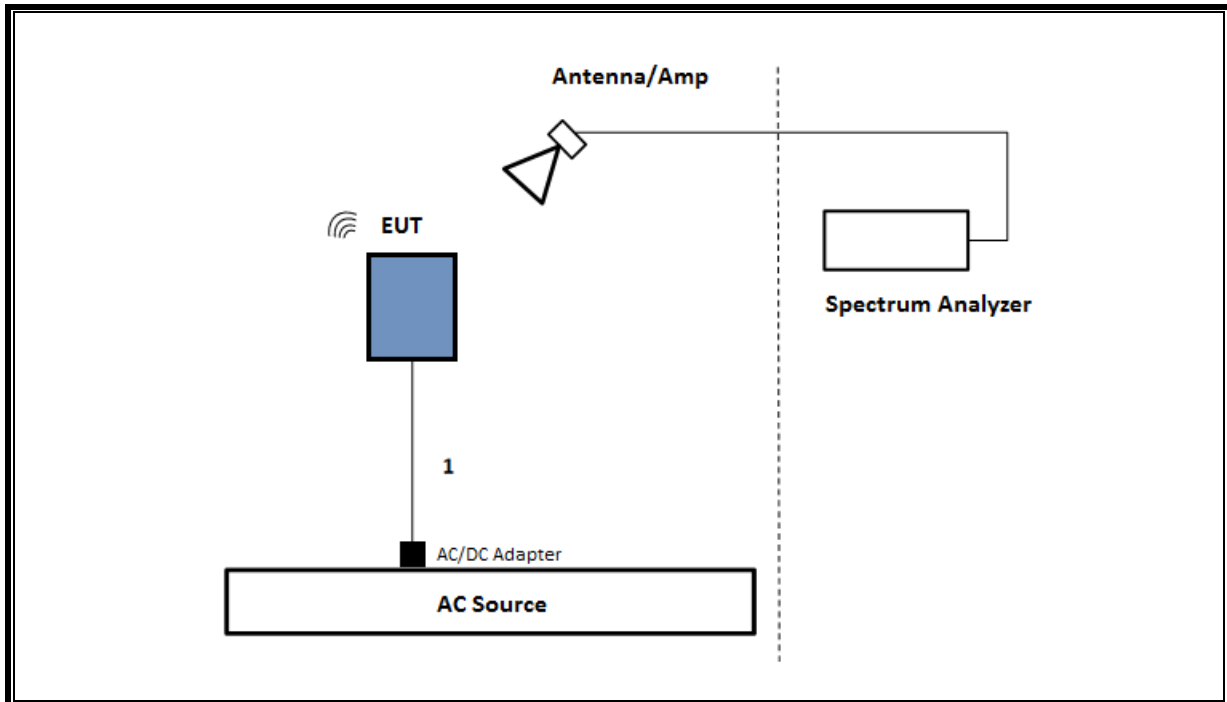 Antenna/Amp
EUT
Spectrum Analyzer
1
AC/DC Adapter
AC Source